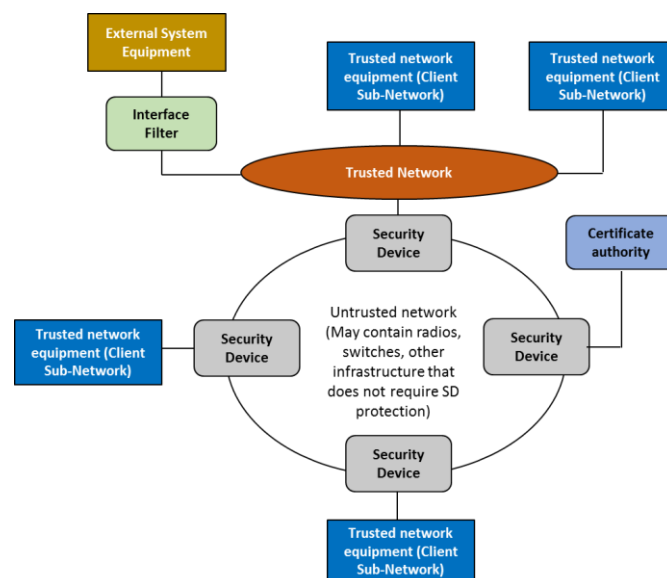 External System
Equipment
Trusted network
equipment (Client
Sub-Network)
Trusted network
equipment (Client
Sub-Network)
Interface
Filter
Trusted Network
Security
Device
Certificate
authority
Trusted network
equipment (Client
Sub-Network)
Security
Device
Untrusted network
(May contain radios,
switches, other
infrastructure that
does not require SD
protection)
Security
Device
Security
Device
Trusted network
equipment (Client
Sub-Network)